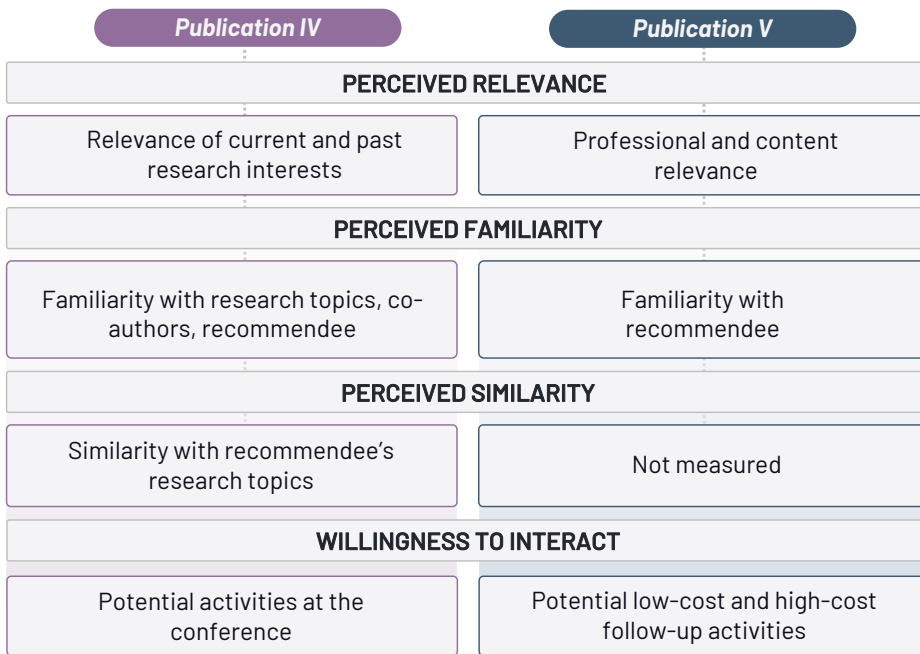 Publication IV
Publication V
PERCEIVED RELEVANCE
Relevance of current and past
research interests
Professional and content
relevance
PERCEIVED FAMILIARITY
Familiarity with research topics, co-
authors, recommendee
Familiarity with
recommendee
PERCEIVED SIMILARITY
Similarity with recommendee’s
research topics
Not measured
WILLINGNESS TO INTERACT
Potential activities at the
conference
Potential low-cost and high-cost
follow-up activities